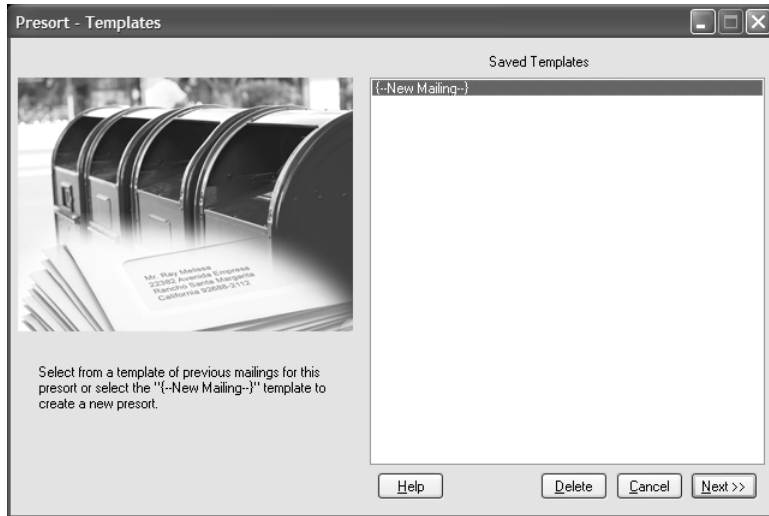 Presort - Templates
Saved Templates
{--New Mailing--}
Mr. Ray Melissa
22382 Avenida Empresa
Rancho Santa Margarita
California 92688-2112
Select from a template of previous mailings for this
presort or select the "{--New Mailing--}" template to
create a new presort.
Help
Delete
Cancel
Next >>